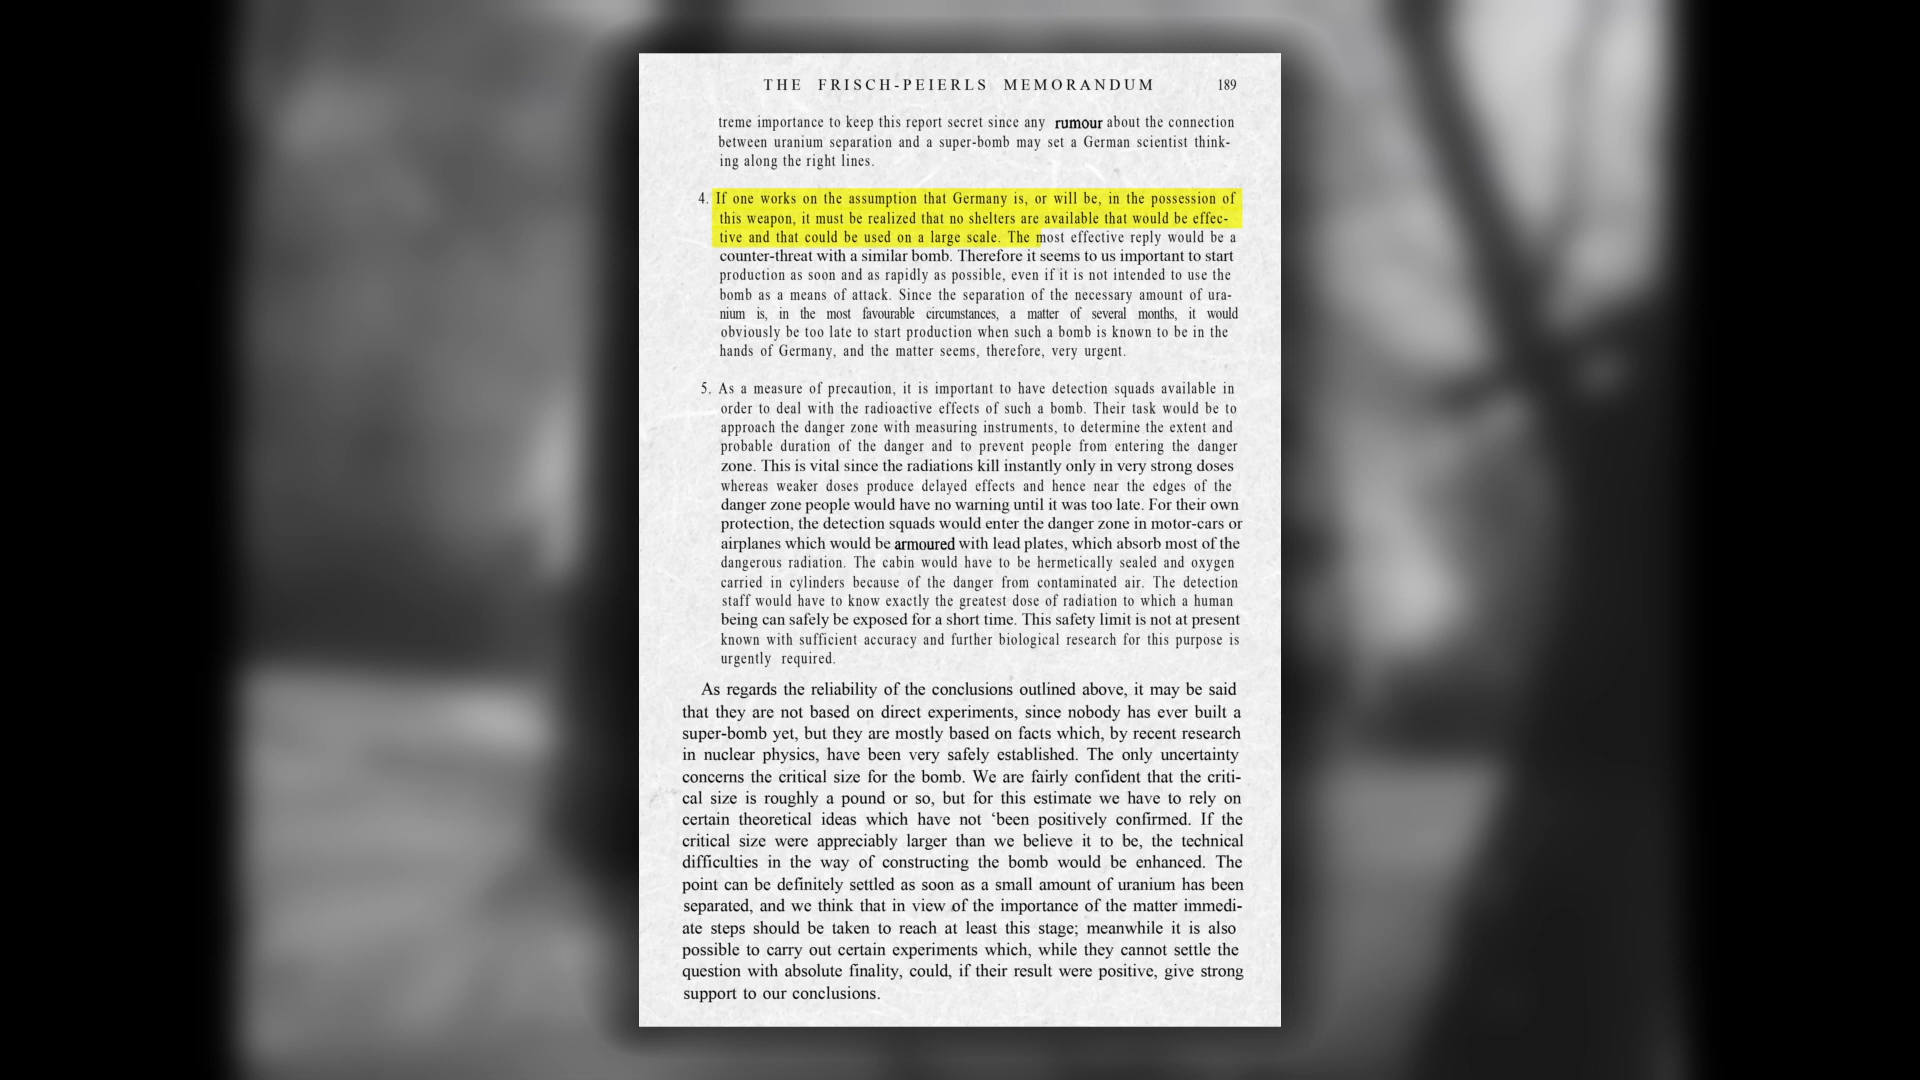 THE FRISCH-PEIERLS MEMORANDUM 189
treme importance to keep this report secret since any rumour about the connection
between uranium separation and a super-bomb may set a German scientist think-
ing along the right lines.
4. If one works on the assumption that Germany is, or will be, in the possession of
this weapon, it must be realized that no shelters are available that would be effec-
tive and that could be used on a large scale. The most effective reply would be a
counter-threat with a similar bomb. Therefore it seems to us important to start
production as soon and as rapidly as possible, even if it is not intended to use the
bomb as a means of attack. Since the separation of the necessary amount of ura-
nium is, in the most favourable circumstances, a matter of several months, it would
obviously be too late to start production when such a bomb is known to be in the
hands of Germany, and the matter seems, therefore, very urgent.
5. As a measure of precaution, it is important to have detection squads available in
order to deal with the radioactive effects of such a bomb. Their task would be to
approach the danger zone with measuring instruments, to determine the extent and
probable duration of the danger and to prevent people from entering the danger
zone. This is vital since the radiations kill instantly only in very strong doses
whereas weaker doses produce delayed effects and hence near the edges of the
danger zone people would have no warning until it was too late. For their own
protection, the detection squads would enter the danger zone in motor-cars or
airplanes which would be armoured with lead plates, which absorb most of the
dangerous radiation. The cabin would have to be hermetically sealed and oxygen
carried in cylinders because of the danger from contaminated air. The detection
staff would have to know exactly the greatest dose of radiation to which a human
being can safely be exposed for a short time. This safety limit is not at present
known with sufficient accuracy and further biological research for this purpose is
urgently required.
As regards the reliability of the conclusions outlined above, it may be said
that they are not based on direct experiments, since nobody has ever built a
super-bomb yet, but they are mostly based on facts which, by recent research
in nuclear physics, have been very safely established. The only uncertainty
concerns the critical size for the bomb. We are fairly confident that the criti-
cal size is roughly a pound or so, but for this estimate we have to rely on
certain theoretical ideas which have not ‘been positively confirmed. If the
critical size were appreciably larger than we believe it to be, the technical
difficulties in the way of constructing the bomb would be enhanced. The
point can be definitely settled as soon as a small amount of uranium has been
separated, and we think that in view of the importance of the matter immedi-
ate steps should be taken to reach at least this stage; meanwhile it is also
possible to carry out certain experiments which, while they cannot settle the
question with absolute finality, could, if their result were positive, give strong
support to our conclusions.